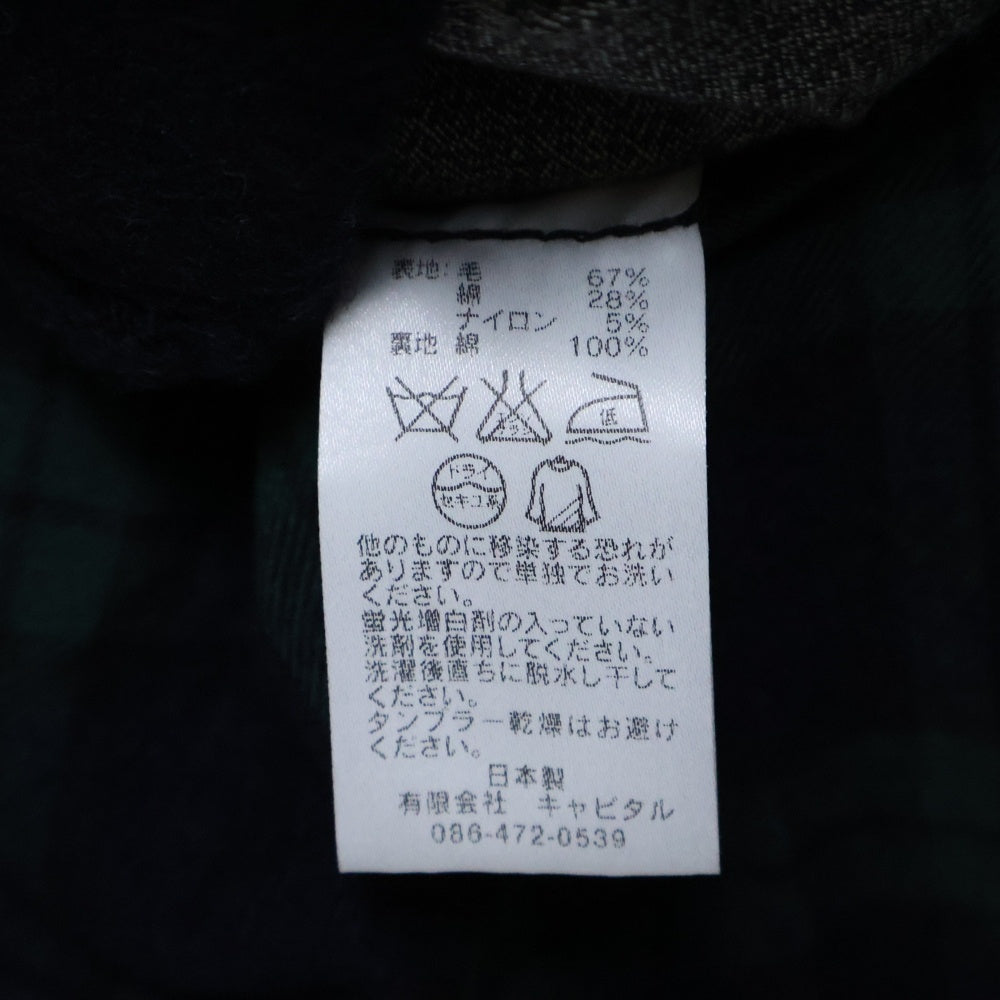 表地:毛 67%
綿 28%
ナイロン 5%
裏地 綿 100%
エンソ
サラシ
低
ドライ
セキユ系
他のものに移染する恐れが
ありますので単独でお洗い
ください。
蛍光増白剤の入っていない
洗剤を使用してください。
洗濯後直ちに脱水し干して
ください。
タンブラー乾燥はお避け
ください。
日本製
有限会社 キャピタル
086-472-0539